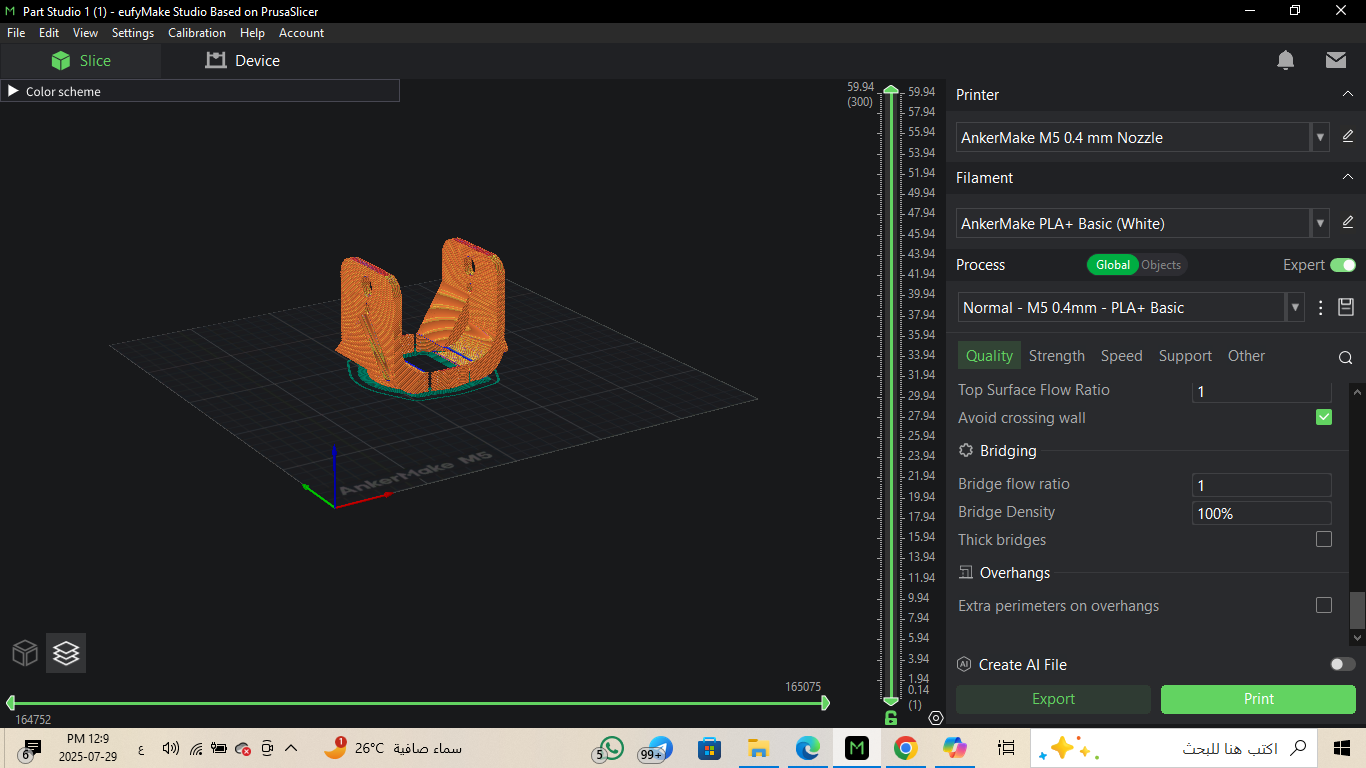 Part Studio 1 (1) - eufyMake Studio Based on PrusaSlicer
File Edit View Settings Calibration Help Account
Slice Device
Color scheme
59.94
(300)
59.94
57.94
55.94
53.94
51.94
49.94
47.94
45.94
43.94
41.94
39.94
37.94
35.94
33.94
31.94
29.94
27.94
25.94
23.94
21.94
19.94
17.94
15.94
13.94
11.94
9.94
7.94
5.94
3.94
1.94
0.14
(1)
AnkerMake M5
165075
164752
Printer
AnkerMake M5 0.4 mm Nozzle
Filament
AnkerMake PLA+ Basic (White)
Process Global Objects Expert
Normal - M5 0.4mm - PLA+ Basic
Quality Strength Speed Support Other
Top Surface Flow Ratio 1
Avoid crossing wall
Bridging
Bridge flow ratio 1
Bridge Density 100%
Thick bridges
Overhangs
Extra perimeters on overhangs
AI Create AI File
Export Print
6
PM 12:9
2025-07-29
ع
1
26°C سماء صافية
5
99+
M
اكتب هنا للبحث